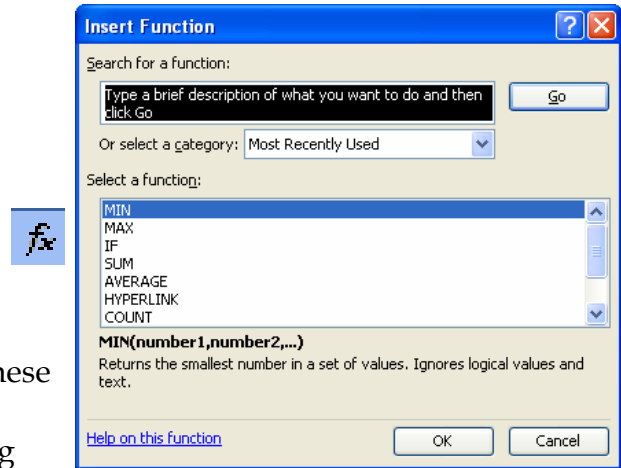 Insert Function
Search for a function:
Type a brief description of what you want to do and then
click Go
Go
Or select a category: Most Recently Used
Select a function:
MIN
MAX
IF
SUM
AVERAGE
HYPERLINK
COUNT
MIN(number1,number2,...)
Returns the smallest number in a set of values. Ignores logical values and
text.
Help on this function
OK
Cancel
fx